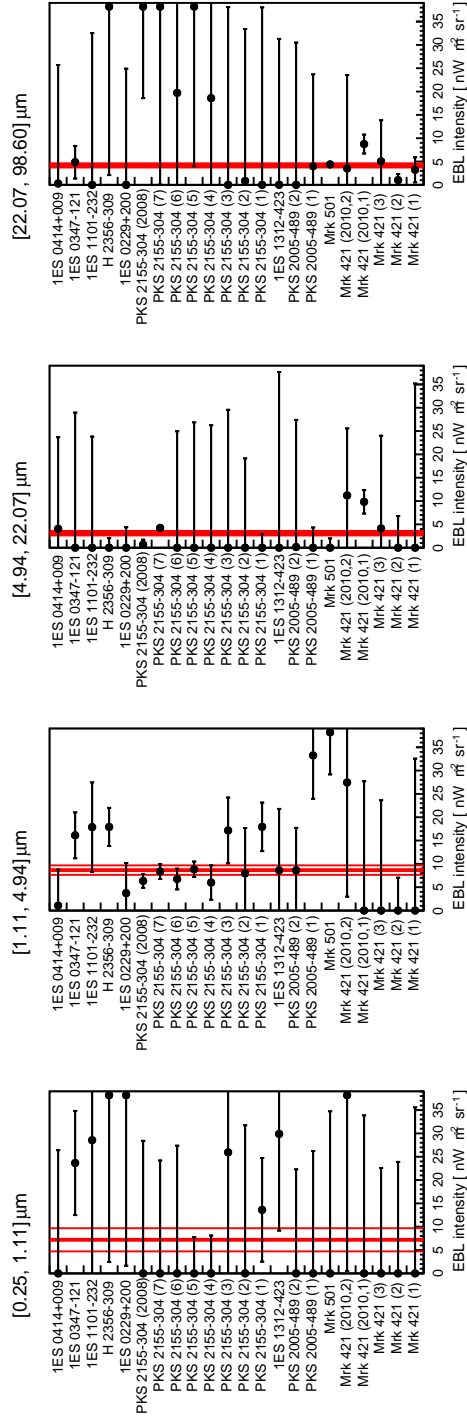 [0.25, 1.11] μm
1ES 0414+009
1ES 0347-121
1ES 1101-232
H 2356-309
1ES 0229+200
PKS 2155-304 (2008)
PKS 2155-304 (7)
PKS 2155-304 (6)
PKS 2155-304 (5)
PKS 2155-304 (4)
PKS 2155-304 (3)
PKS 2155-304 (2)
PKS 2155-304 (1)
1ES 1312-423
PKS 2005-489 (2)
PKS 2005-489 (1)
Mrk 501
Mrk 421 (2010,2)
Mrk 421 (2010,1)
Mrk 421 (3)
Mrk 421 (2)
Mrk 421 (1)
0 5 10 15 20 25 30 35
EBL intensity [ nW m⁻² sr⁻¹]
[1.11, 4.94] μm
1ES 0414+009
1ES 0347-121
1ES 1101-232
H 2356-309
1ES 0229+200
PKS 2155-304 (2008)
PKS 2155-304 (7)
PKS 2155-304 (6)
PKS 2155-304 (5)
PKS 2155-304 (4)
PKS 2155-304 (3)
PKS 2155-304 (2)
PKS 2155-304 (1)
1ES 1312-423
PKS 2005-489 (2)
PKS 2005-489 (1)
Mrk 501
Mrk 421 (2010,2)
Mrk 421 (2010,1)
Mrk 421 (3)
Mrk 421 (2)
Mrk 421 (1)
0 5 10 15 20 25 30 35
EBL intensity [ nW m⁻² sr⁻¹]
[4.94, 22.07] μm
1ES 0414+009
1ES 0347-121
1ES 1101-232
H 2356-309
1ES 0229+200
PKS 2155-304 (2008)
PKS 2155-304 (7)
PKS 2155-304 (6)
PKS 2155-304 (5)
PKS 2155-304 (4)
PKS 2155-304 (3)
PKS 2155-304 (2)
PKS 2155-304 (1)
1ES 1312-423
PKS 2005-489 (2)
PKS 2005-489 (1)
Mrk 501
Mrk 421 (2010,2)
Mrk 421 (2010,1)
Mrk 421 (3)
Mrk 421 (2)
Mrk 421 (1)
0 5 10 15 20 25 30 35
EBL intensity [ nW m⁻² sr⁻¹]
[22.07, 98.60] μm
1ES 0414+009
1ES 0347-121
1ES 1101-232
H 2356-309
1ES 0229+200
PKS 2155-304 (2008)
PKS 2155-304 (7)
PKS 2155-304 (6)
PKS 2155-304 (5)
PKS 2155-304 (4)
PKS 2155-304 (3)
PKS 2155-304 (2)
PKS 2155-304 (1)
1ES 1312-423
PKS 2005-489 (2)
PKS 2005-489 (1)
Mrk 501
Mrk 421 (2010,2)
Mrk 421 (2010,1)
Mrk 421 (3)
Mrk 421 (2)
Mrk 421 (1)
0 5 10 15 20 25 30 35
EBL intensity [ nW m⁻² sr⁻¹]